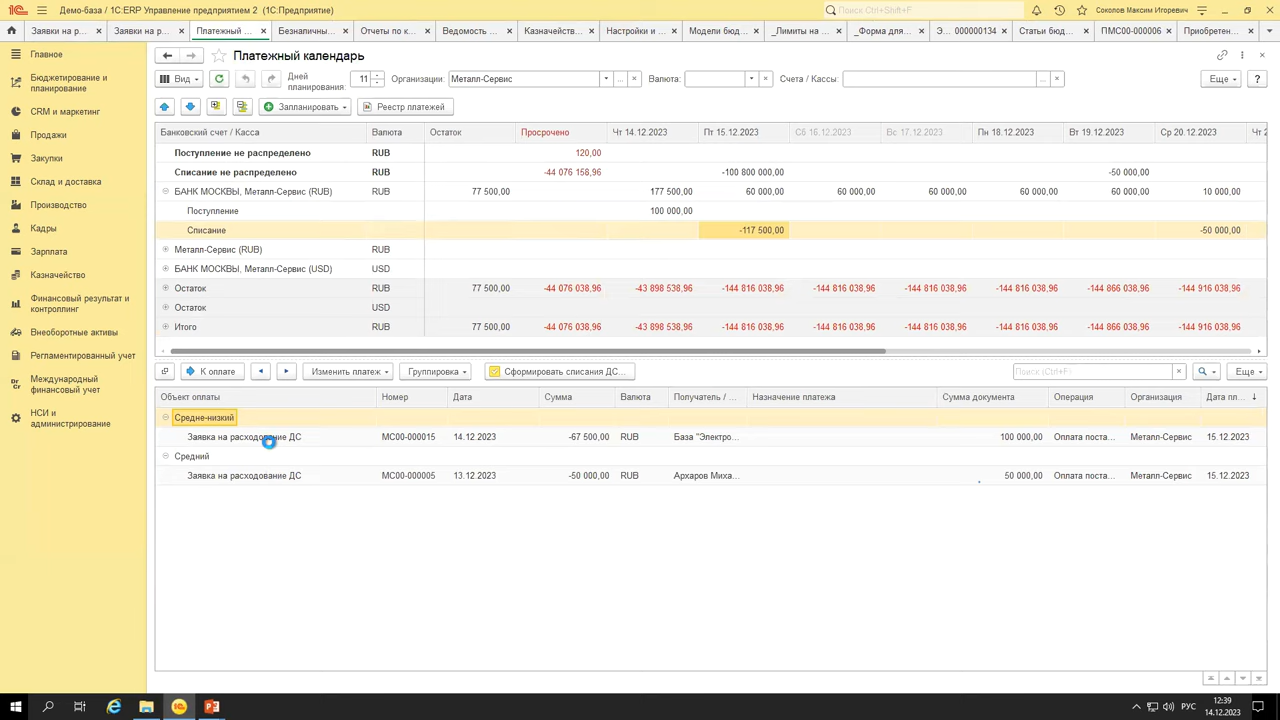 Демо-база / 1С:ERP Управление предприятием 2 (1С:Предприятие)
Поиск Ctrl+Shift+F
Соколов Максим Игоревич
Заявки на р... × Заявки на р... × Платежный ... × Безналичны... × Отчеты по к... × Ведомость ... × Казначейств... × Настройки и ... × Модели бюд... × _Лимиты на ... × _Форма для... × Э... 000000134 × Статьи бюд... × ПМС00-000006 × Приобретен... ×
Главное
Бюджетирование и планирование
CRM и маркетинг
Продажи
Закупки
Склад и доставка
Производство
Кадры
Зарплата
Казначейство
Финансовый результат и контроллинг
Внеоборотные активы
Регламентированный учет
Международный финансовый учет
НСИ и администрирование
Платежный календарь
Вид Дней планирования: 11 Организации: Металл-Сервис Валюта: Счета / Кассы: Еще ?
Запланировать Реестр платежей
Банковский счет / Касса Валюта Остаток Просрочено Чт 14.12.2023 Пт 15.12.2023 Сб 16.12.2023 Вс 17.12.2023 Пн 18.12.2023 Вт 19.12.2023 Ср 20.12.2023 Чт 2
Поступление не распределено RUB 120,00
Списание не распределено RUB -44 076 158,96 -100 800 000,00 -50 000,00
БАНК МОСКВЫ, Металл-Сервис (RUB) RUB 77 500,00 177 500,00 60 000,00 60 000,00 60 000,00 60 000,00 60 000,00 10 000,00
Поступление 100 000,00
Списание -117 500,00 -50 000,00
Металл-Сервис (RUB) RUB
БАНК МОСКВЫ, Металл-Сервис (USD) USD
Остаток RUB 77 500,00 -44 076 038,96 -43 898 538,96 -144 816 038,96 -144 816 038,96 -144 816 038,96 -144 816 038,96 -144 866 038,96 -144 916 038,96
Остаток USD
Итого RUB 77 500,00 -44 076 038,96 -43 898 538,96 -144 816 038,96 -144 816 038,96 -144 816 038,96 -144 816 038,96 -144 866 038,96 -144 916 038,96
К оплате Изменить платеж Группировка Сформировать списания ДС... Поиск (Ctrl+F) Еще
Объект оплаты Номер Дата Сумма Валюта Получатель / ... Назначение платежа Сумма документа Операция Организация Дата пл...
Средне-низкий
Заявка на расходование ДС МС00-000015 14.12.2023 -67 500,00 RUB База "Электро... 100 000,00 Оплата поста... Металл-Сервис 15.12.2023
Средний
Заявка на расходование ДС МС00-000005 13.12.2023 -50 000,00 RUB Архаров Миха... 50 000,00 Оплата поста... Металл-Сервис 15.12.2023
РУС
12:39
14.12.2023